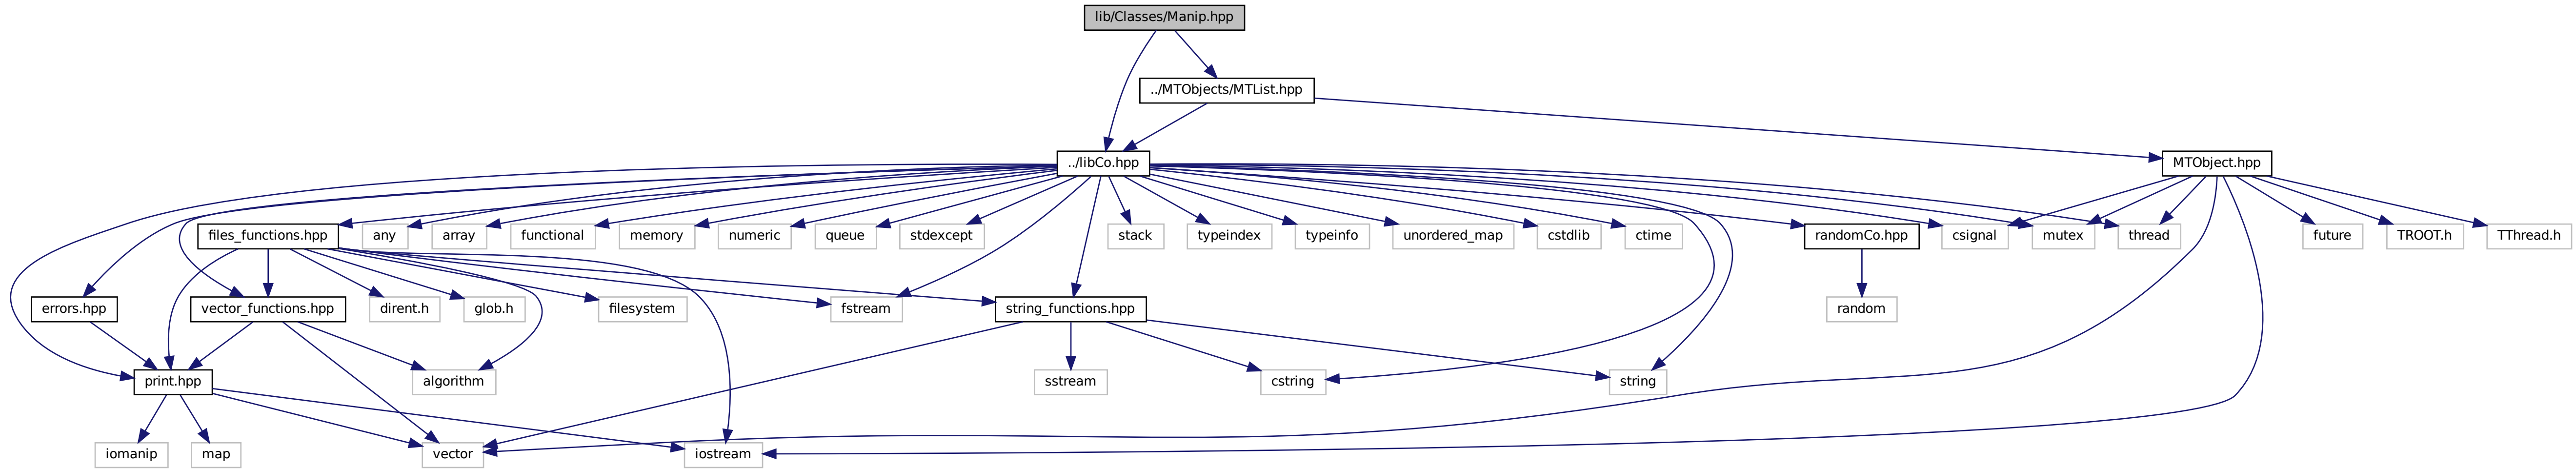 lib/Classes/Manip.hpp
../MTObjects/MTList.hpp
../libCo.hpp
MTObject.hpp
files_functions.hpp
any
array
functional
memory
numeric
queue
stdexcept
stack
typeindex
typeinfo
unordered_map
cstdlib
ctime
randomCo.hpp
csignal
mutex
thread
future
TROOT.h
TThread.h
errors.hpp
vector_functions.hpp
dirent.h
glob.h
filesystem
fstream
string_functions.hpp
random
print.hpp
algorithm
sstream
cstring
string
iomanip
map
vector
iostream